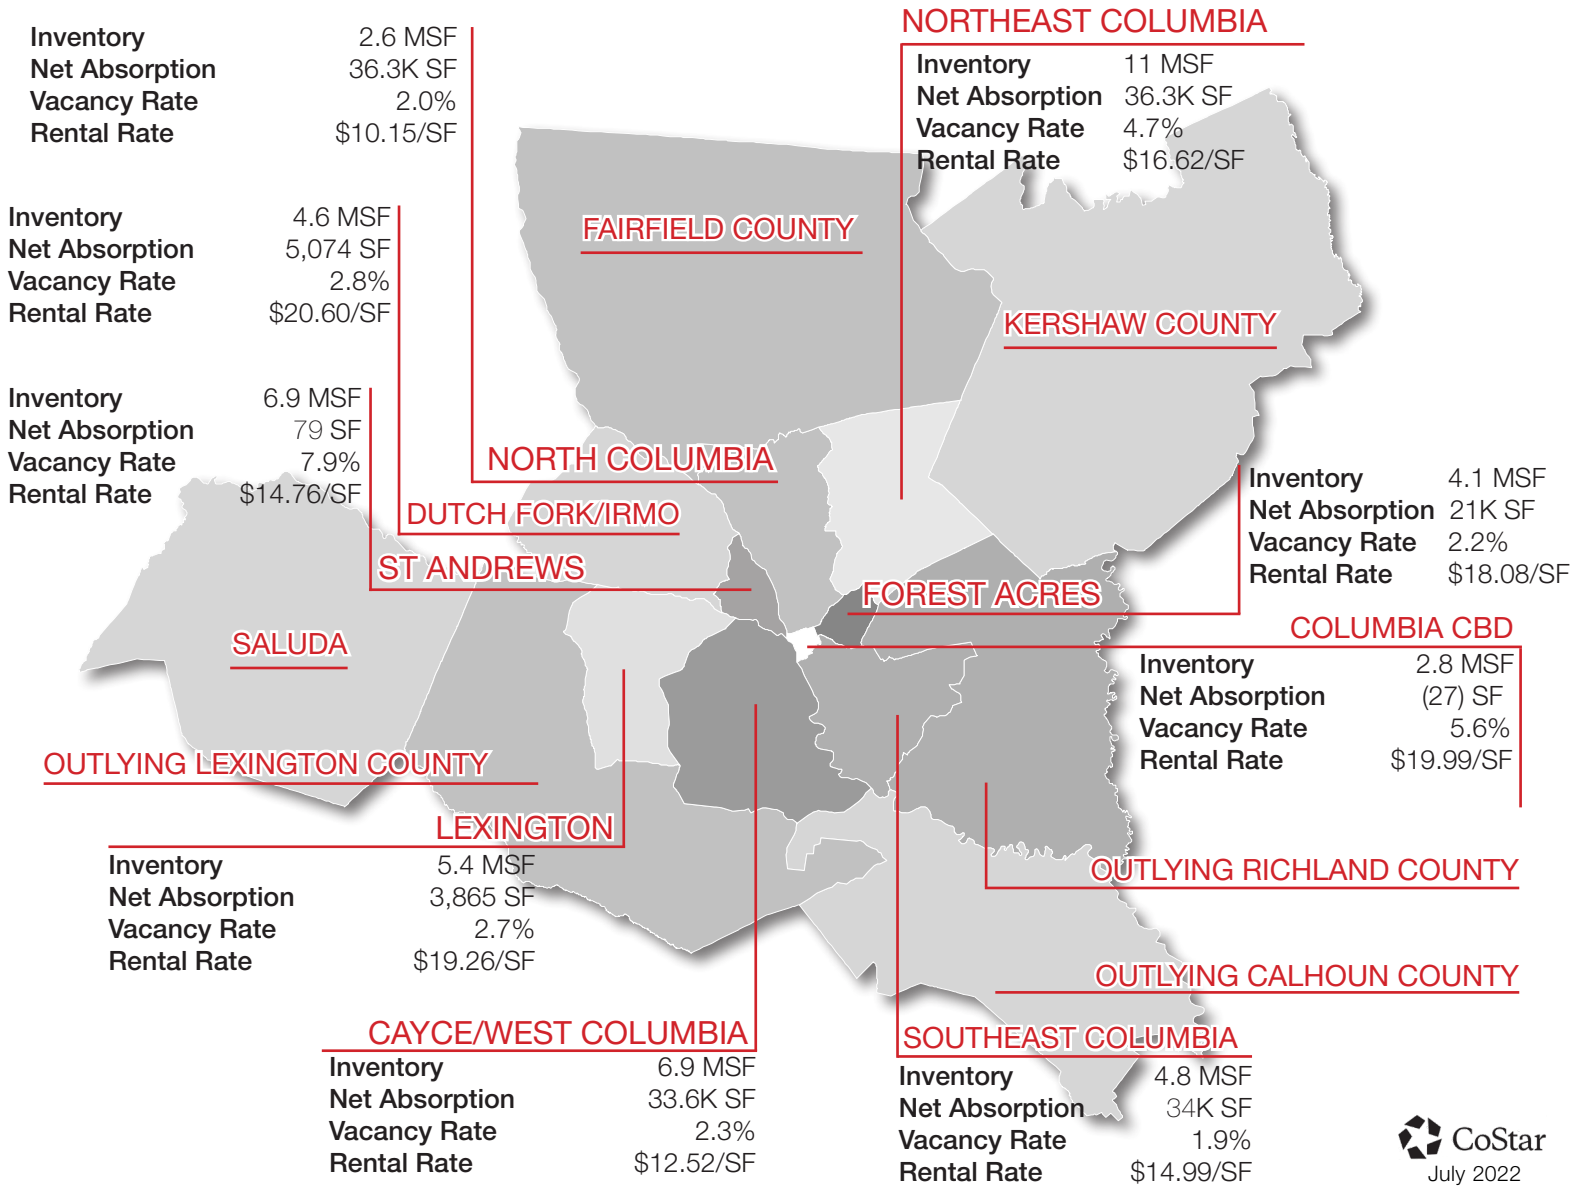 Inventory 2.6 MSF
Net Absorption 36.3K SF
Vacancy Rate 2.0%
Rental Rate $10.15/SF
NORTHEAST COLUMBIA
Inventory 11 MSF
Net Absorption 36.3K SF
Vacancy Rate 4.7%
Rental Rate $16.62/SF
Inventory 4.6 MSF
Net Absorption 5,074 SF
Vacancy Rate 2.8%
Rental Rate $20.60/SF
FAIRFIELD COUNTY
KERSHAW COUNTY
Inventory 6.9 MSF
Net Absorption 79 SF
Vacancy Rate 7.9%
Rental Rate $14.76/SF
NORTH COLUMBIA
DUTCH FORK/IRMO
ST ANDREWS
Inventory 4.1 MSF
Net Absorption 21K SF
Vacancy Rate 2.2%
Rental Rate $18.08/SF
FOREST ACRES
SALUDA
COLUMBIA CBD
Inventory 2.8 MSF
Net Absorption (27) SF
Vacancy Rate 5.6%
Rental Rate $19.99/SF
OUTLYING LEXINGTON COUNTY
LEXINGTON
Inventory 5.4 MSF
Net Absorption 3,865 SF
Vacancy Rate 2.7%
Rental Rate $19.26/SF
OUTLYING RICHLAND COUNTY
OUTLYING CALHOUN COUNTY
CAYCE/WEST COLUMBIA
Inventory 6.9 MSF
Net Absorption 33.6K SF
Vacancy Rate 2.3%
Rental Rate $12.52/SF
SOUTHEAST COLUMBIA
Inventory 4.8 MSF
Net Absorption 34K SF
Vacancy Rate 1.9%
Rental Rate $14.99/SF
CoStar
July 2022